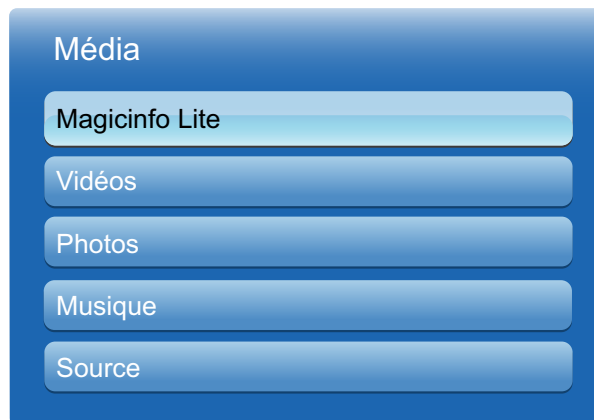 Média
Magicinfo Lite
Vidéos
Photos
Musique
Source